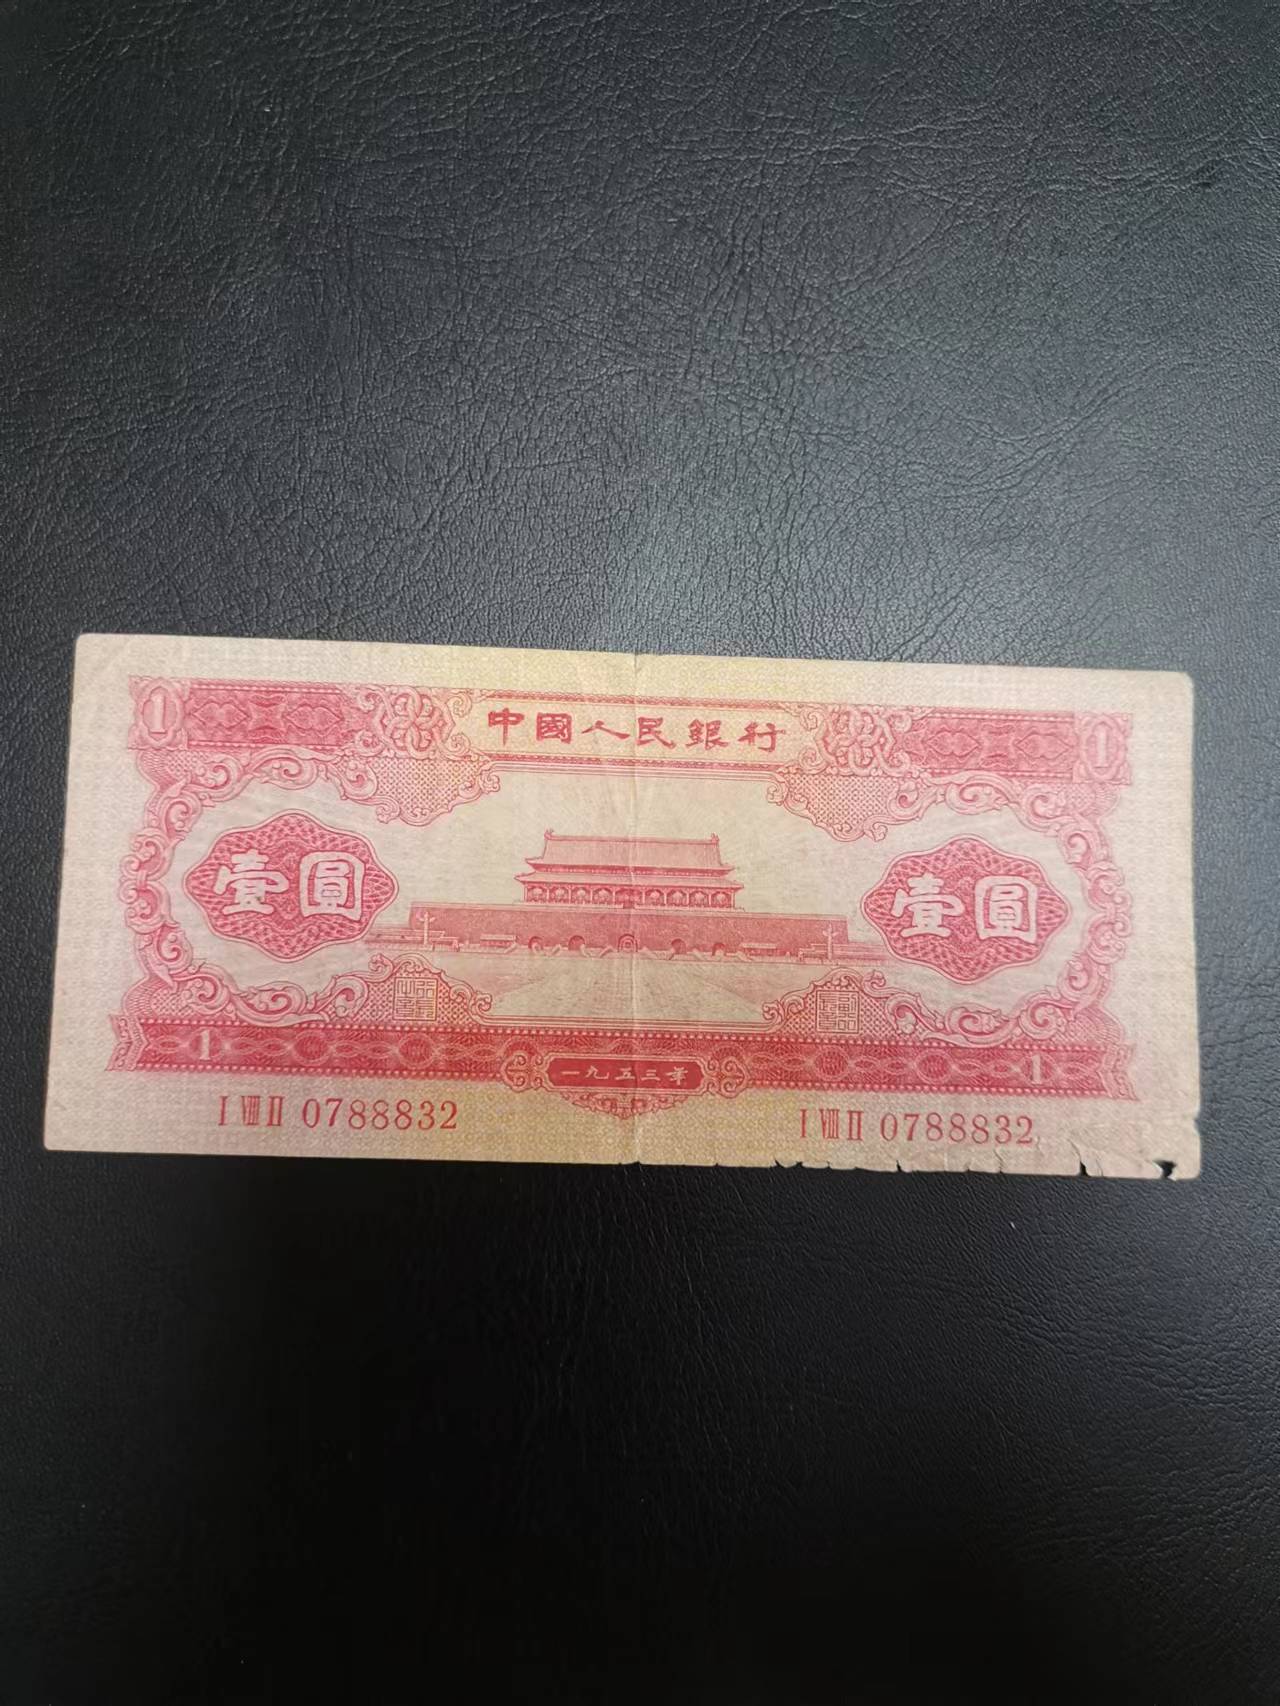 1 中國人民銀行 1
壹圓 壹圓
1 一九五三年 1
I VIII II 0788832 I VIII II 0788832